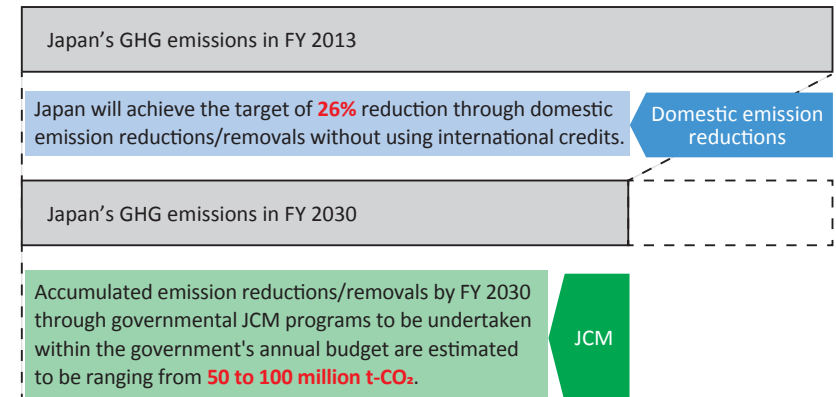 Japan’s GHG emissions in FY 2013
Japan will achieve the target of 26% reduction through domestic
emission reductions/removals without using international credits.
Domestic emission
reductions
Japan’s GHG emissions in FY 2030
Accumulated emission reductions/removals by FY 2030
through governmental JCM programs to be undertaken
within the government's annual budget are estimated
to be ranging from 50 to 100 million t-CO₂.
JCM